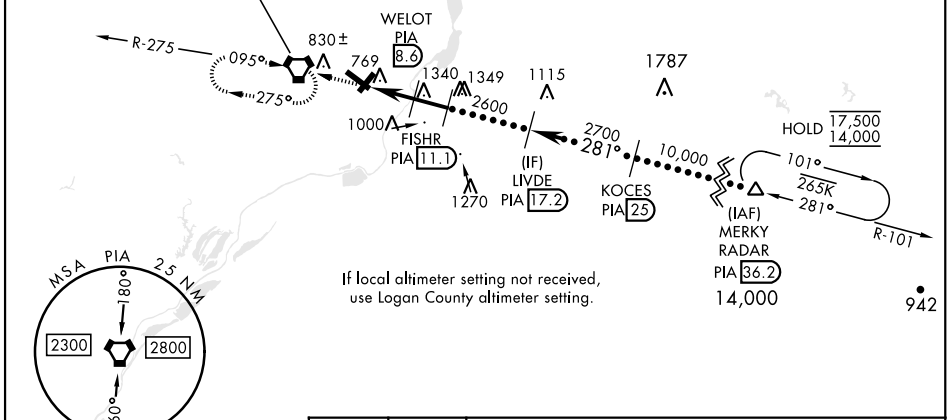 WELOT
PIA
8.6
R-275
095°
275°
830±
769
1340
1349
2600
1115
1787
1000
FISHR
PIA 11.1
1270
(IF)
LIVDE
PIA 17.2
2700
281°
KOCES
PIA 25
10,000
HOLD 17,500
14,000
101°
265K
281°
R-101
(IAF)
MERKY
RADAR
PIA 36.2
14,000
942
If local altimeter setting not received,
use Logan County altimeter setting.
MSA PIA 25 NM
180°
2300
2800